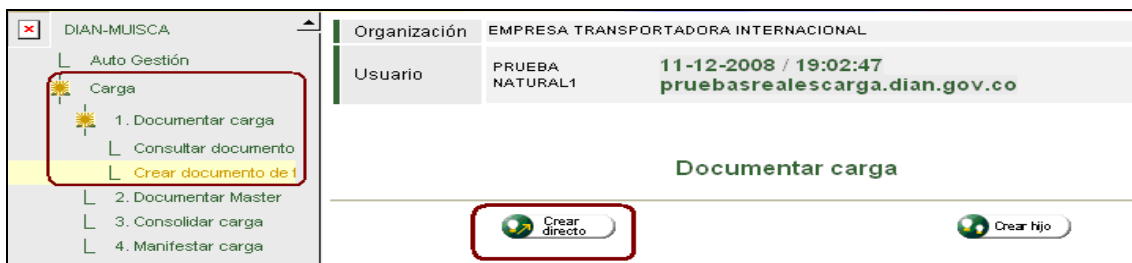 DIAN-MUISCA
Auto Gestión
Carga
1. Documentar carga
Consultar documento
Crear documento de
2. Documentar Master
3. Consolidar carga
4. Manifestar carga
Organización EMPRESA TRANSPORTADORA INTERNACIONAL
Usuario PRUEBA NATURAL1 11-12-2008 / 19:02:47
pruebasrealescarga.dian.gov.co
Documentar carga
Crear directo
Crear hijo